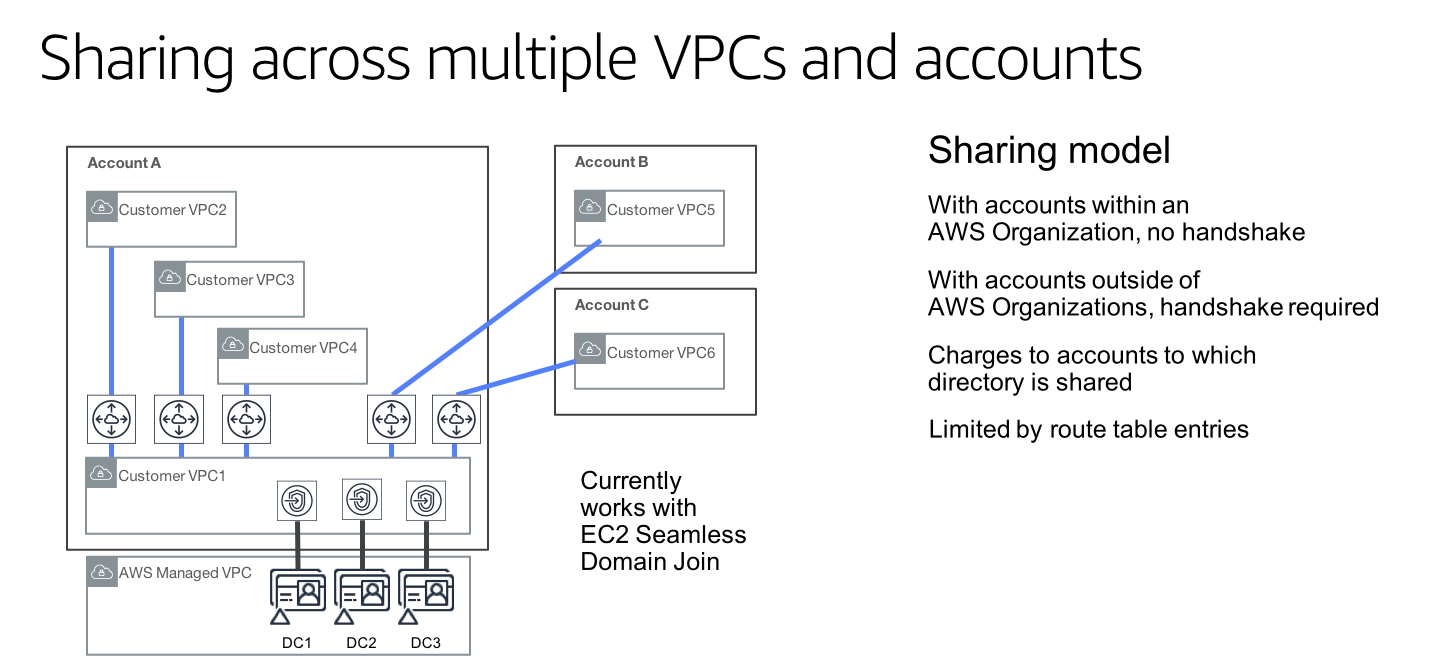 Sharing across multiple VPCs and accounts
Account A
Customer VPC2
Customer VPC3
Customer VPC4
Customer VPC1
AWS Managed VPC
DC1
DC2
DC3
Account B
Customer VPC5
Account C
Customer VPC6
Currently
works with
EC2 Seamless
Domain Join
Sharing model
With accounts within an
AWS Organization, no handshake
With accounts outside of
AWS Organizations, handshake required
Charges to accounts to which
directory is shared
Limited by route table entries